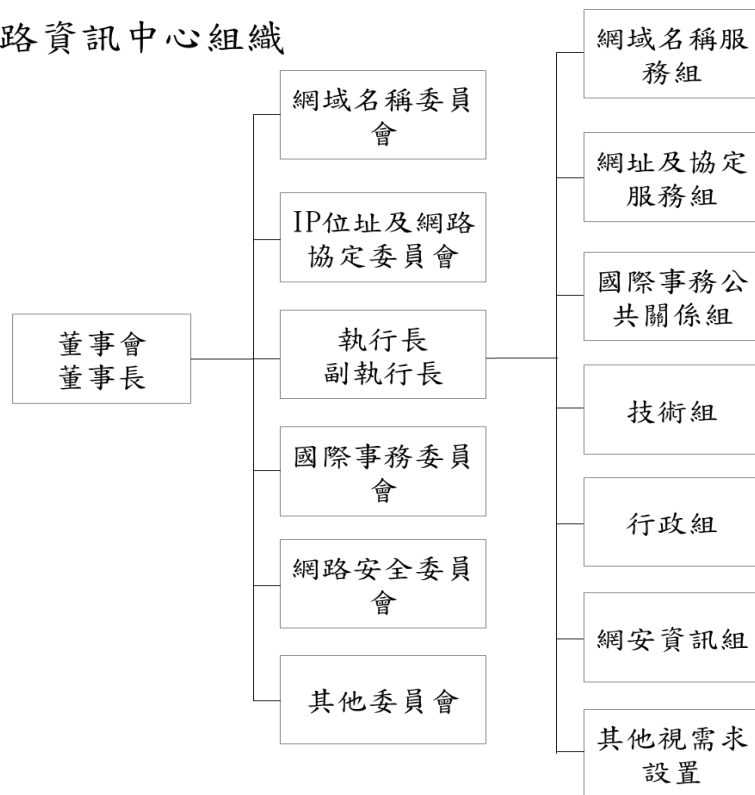 路資訊中心組織
董事會
董事長
網域名稱委員
會
IP位址及網路
協定委員會
執行長
副執行長
國際事務委員
會
網路安全委員
會
其他委員會
網域名稱服
務組
網址及協定
服務組
國際事務公
共關係組
技術組
行政組
網安資訊組
其他視需求
設置